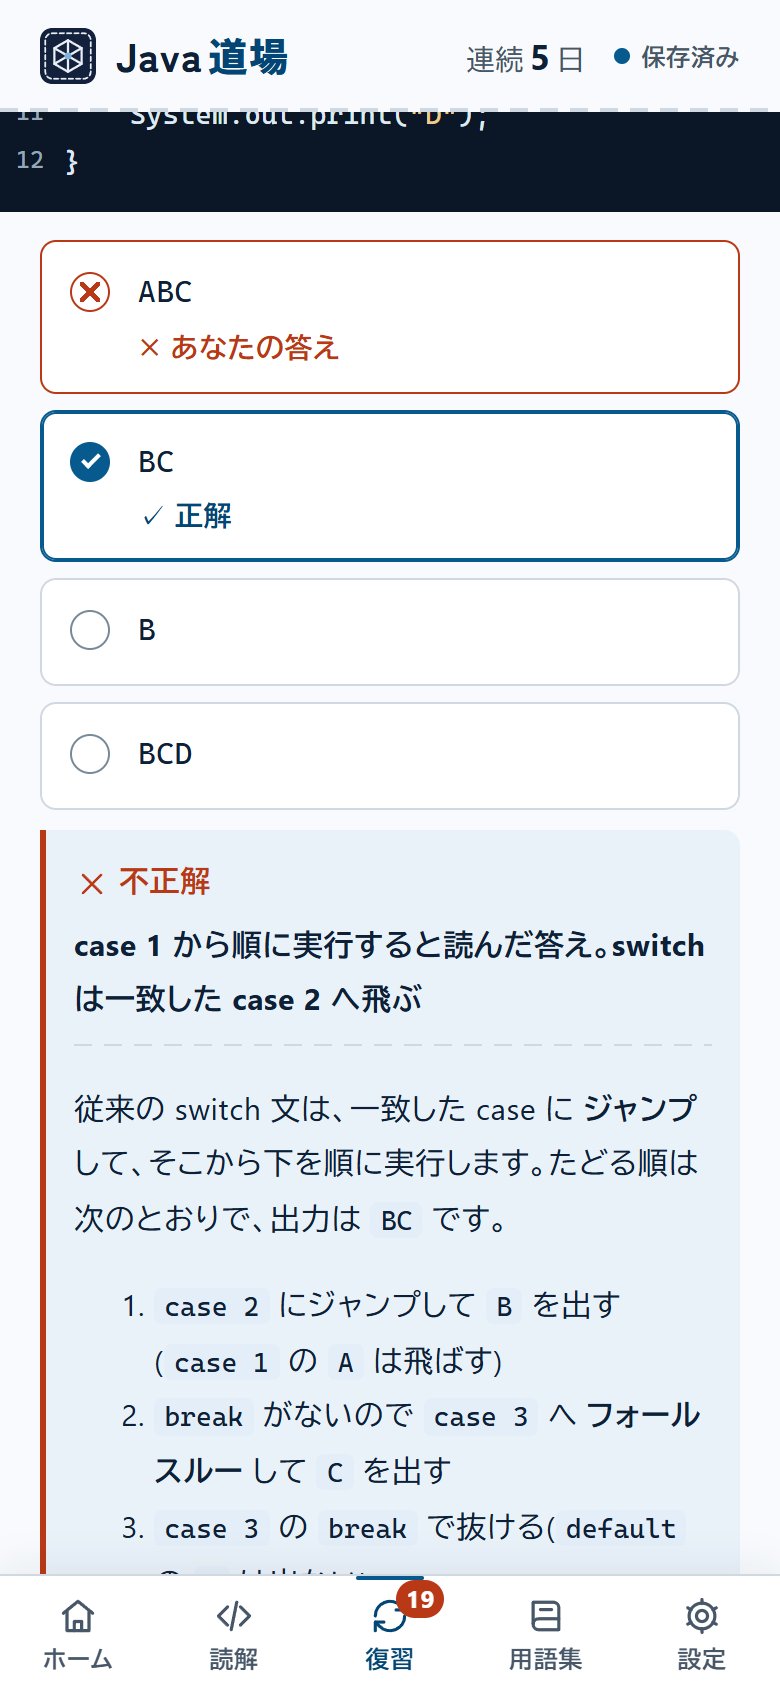 Java道場
連続 5 日
保存済み
11 System.out.print("D");
12 }
ABC
× あなたの答え
BC
✓ 正解
B
BCD
× 不正解
case 1 から順に実行すると読んだ答え。switch
は一致した case 2 へ飛ぶ
従来の switch 文は、一致した case に ジャンプ
して、そこから下を順に実行します。たどる順は
次のとおりで、出力は BC です。
1. case 2 にジャンプして B を出す
(case 1 の A は飛ばす)
2. break がないので case 3 へ フォール
スルー して C を出す
3. case 3 の break で抜ける(default
19
ホーム
読解
復習
用語集
設定